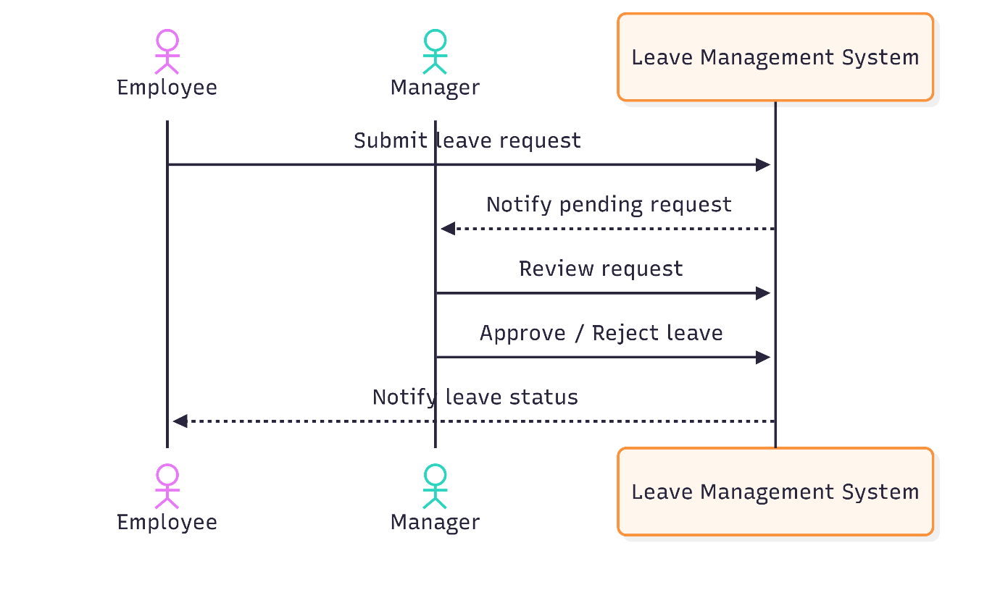 Employee
Manager
Leave Management System
Submit leave request
Notify pending request
Review request
Approve / Reject leave
Notify leave status
Employee
Manager
Leave Management System